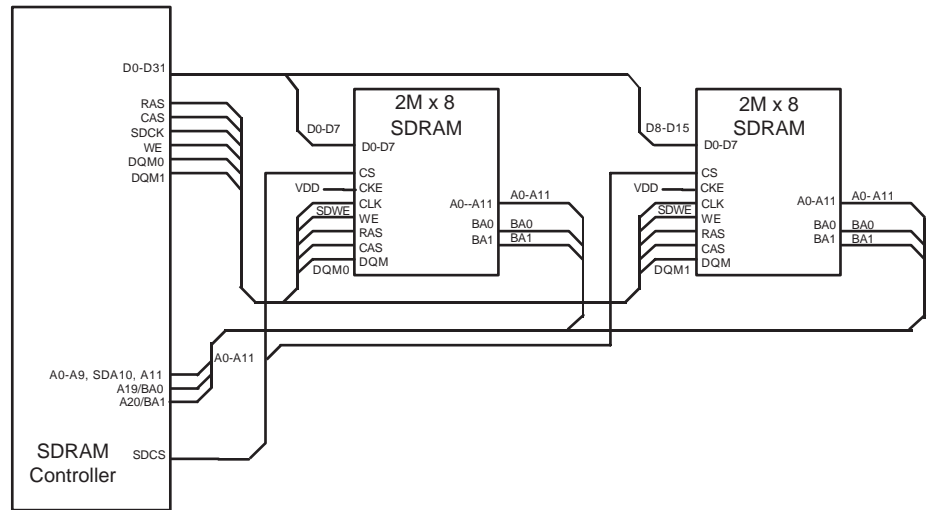 D0-D31
RAS
CAS
SDCK
WE
DQM0
DQM1
A0-A9, SDA10, A11
A19/BA0
A20/BA1
SDCS
SDRAM
Controller
A0-A11
2M x 8
SDRAM
D0-D7
D0-D7
CS
VDD
CKE
CLK
SDWE
WE
RAS
CAS
DQM0
DQM
A0--A11
A0-A11
BA0
BA0
BA1
BA1
2M x 8
SDRAM
D8-D15
D0-D7
CS
VDD
CKE
CLK
SDWE
WE
RAS
CAS
DQM1
DQM
A0-A11
A0-A11
BA0
BA0
BA1
BA1